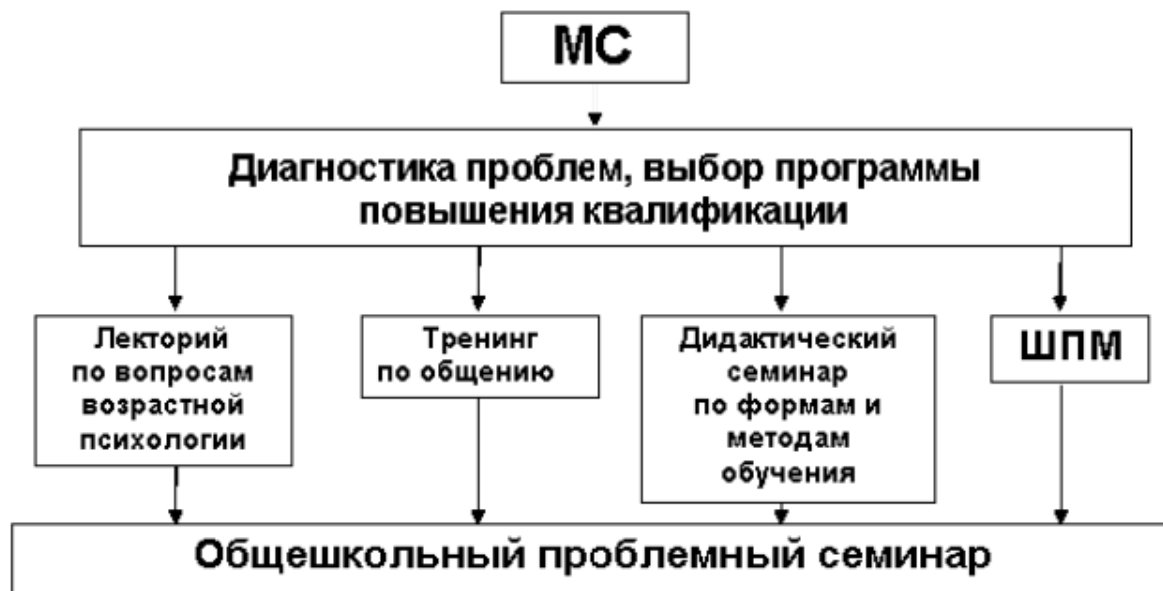 МС
Диагностика проблем, выбор программы
повышения квалификации
Лекторий
по вопросам
возрастной
психологии
Тренинг
по общению
Дидактический
семинар
по формам и
методам
обучения
ШПМ
Общешкольный проблемный семинар